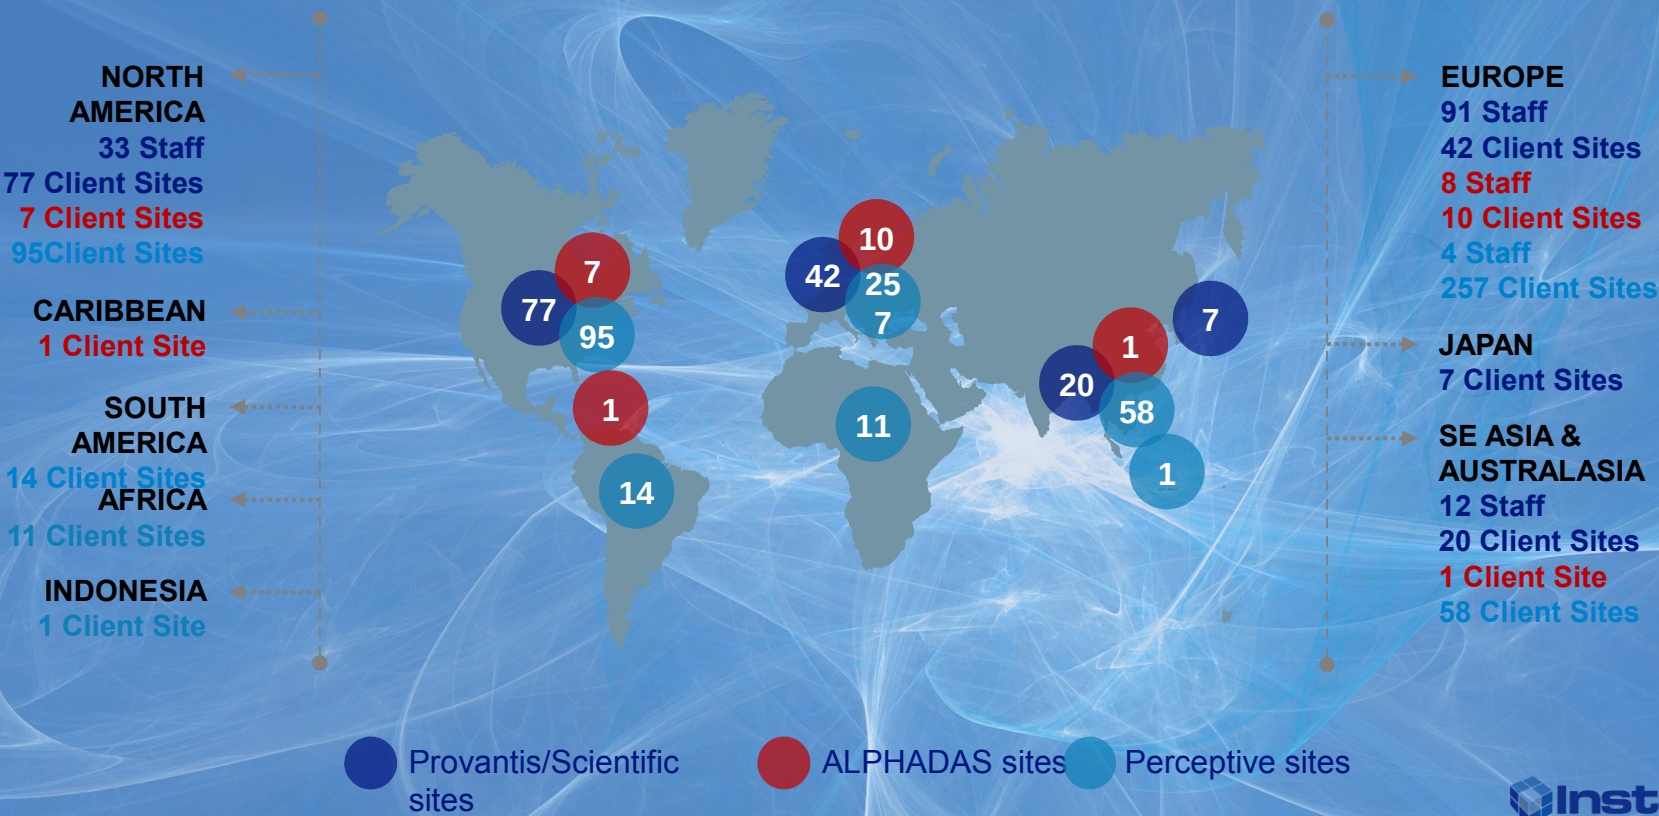 NORTH
AMERICA
33 Staff
77 Client Sites
7 Client Sites
95Client Sites
CARIBBEAN
1 Client Site
SOUTH
AMERICA
14 Client Sites
AFRICA
11 Client Sites
INDONESIA
1 Client Site
7
77
95
1
14
10
42
25
7
11
7
1
20
58
1
EUROPE
91 Staff
42 Client Sites
8 Staff
10 Client Sites
4 Staff
257 Client Sites
JAPAN
7 Client Sites
SE ASIA &
AUSTRALASIA
12 Staff
20 Client Sites
1 Client Site
58 Client Sites
Provantis/Scientific
sites
ALPHADAS sites
Perceptive sites
Inst